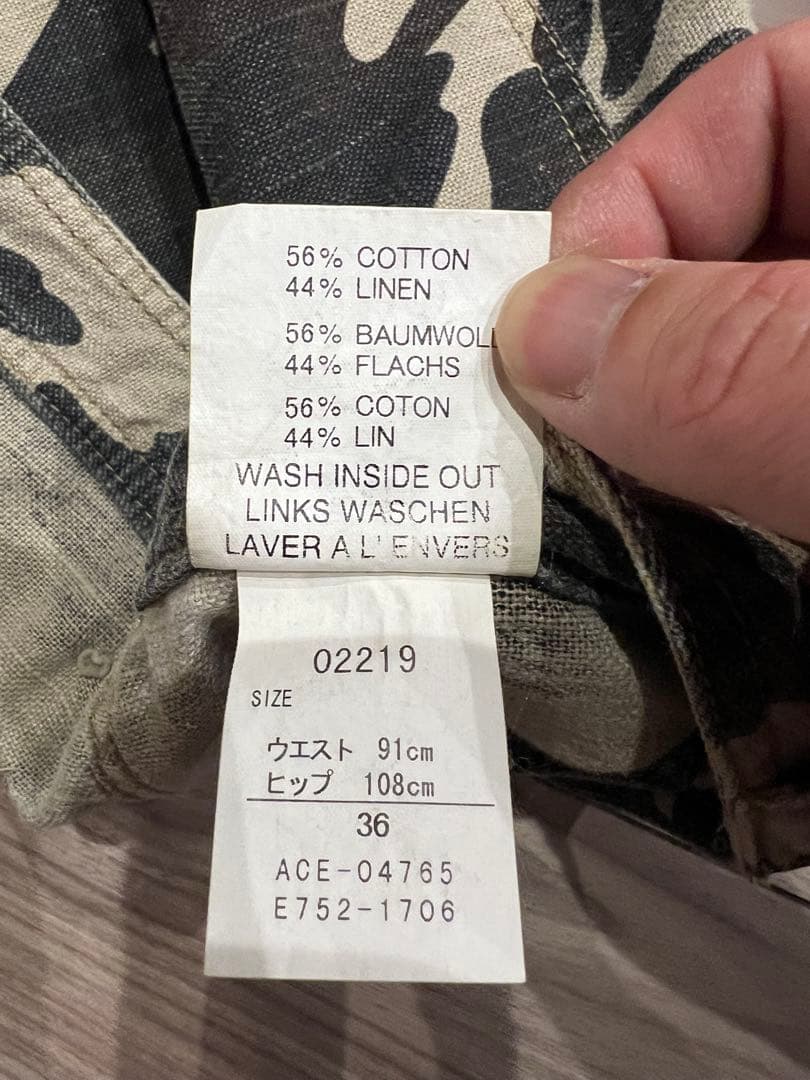 56% COTTON
44% LINEN
56% BAUMWOLL
44% FLACHS
56% COTON
44% LIN
WASH INSIDE OUT
LINKS WASCHEN
LAVER A L' ENVERS
02219
SIZE
ウエスト 91cm
ヒップ 108cm
36
ACE-04765
E752-1706